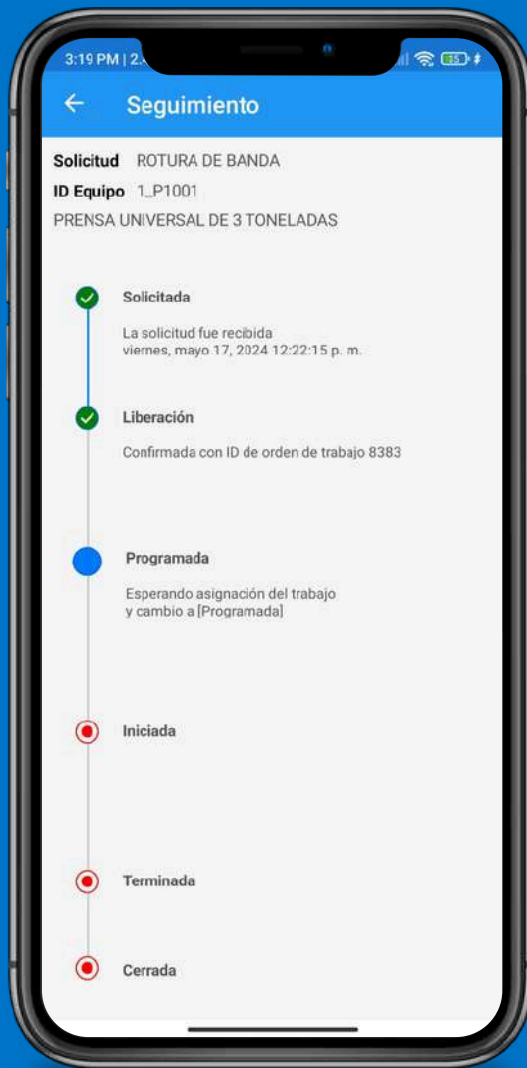 3:19 PM | 2.
Seguimiento
Solicitud ROTURA DE BANDA
ID Equipo 1_P1001
PRENSA UNIVERSAL DE 3 TONELADAS
Solicitada
La solicitud fue recibida
viernes, mayo 17, 2024 12:22:15 p. m.
Liberación
Confirmada con ID de orden de trabajo 8383
Programada
Esperando asignación del trabajo
y cambio a [Programada]
Iniciada
Terminada
Cerrada